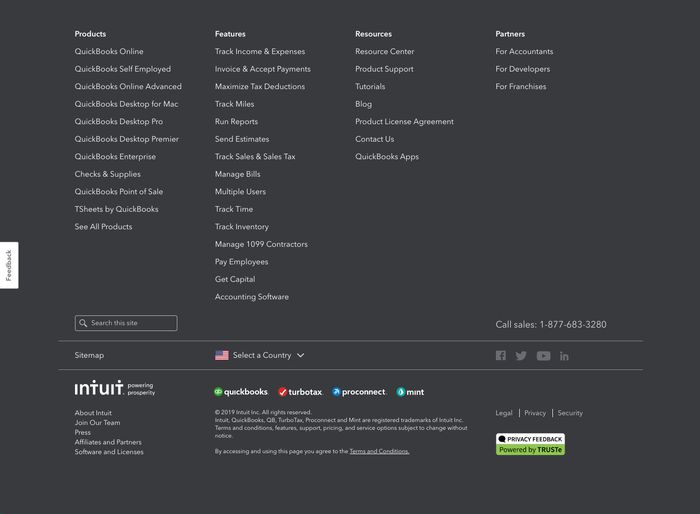 Products
QuickBooks Online
QuickBooks Self Employed
QuickBooks Online Advanced
QuickBooks Desktop for Mac
QuickBooks Desktop Pro
QuickBooks Desktop Premier
QuickBooks Enterprise
Checks & Supplies
QuickBooks Point of Sale
TSheets by QuickBooks
See All Products
Features
Track Income & Expenses
Invoice & Accept Payments
Maximize Tax Deductions
Track Miles
Run Reports
Send Estimates
Track Sales & Sales Tax
Manage Bills
Multiple Users
Track Time
Track Inventory
Manage 1099 Contractors
Pay Employees
Get Capital
Accounting Software
Resources
Resource Center
Product Support
Tutorials
Blog
Product License Agreement
Contact Us
QuickBooks Apps
Partners
For Accountants
For Developers
For Franchises
Feedback
Search this site
Call sales: 1-877-683-3280
Sitemap
Select a Country
intuit. powering
prosperity
About Intuit
Join Our Team
Press
Affiliates and Partners
Software and Licenses
qb quickbooks. turbotax. proconnect. mint
© 2019 Intuit Inc. All rights reserved.
Intuit, QuickBooks, QB, TurboTax, Proconnect and Mint are registered trademarks of Intuit Inc.
Terms and conditions, features, support, pricing, and service options subject to change without
notice.
By accessing and using this page you agree to the Terms and Conditions.
Legal | Privacy | Security
PRIVACY FEEDBACK
Powered by TRUSTe